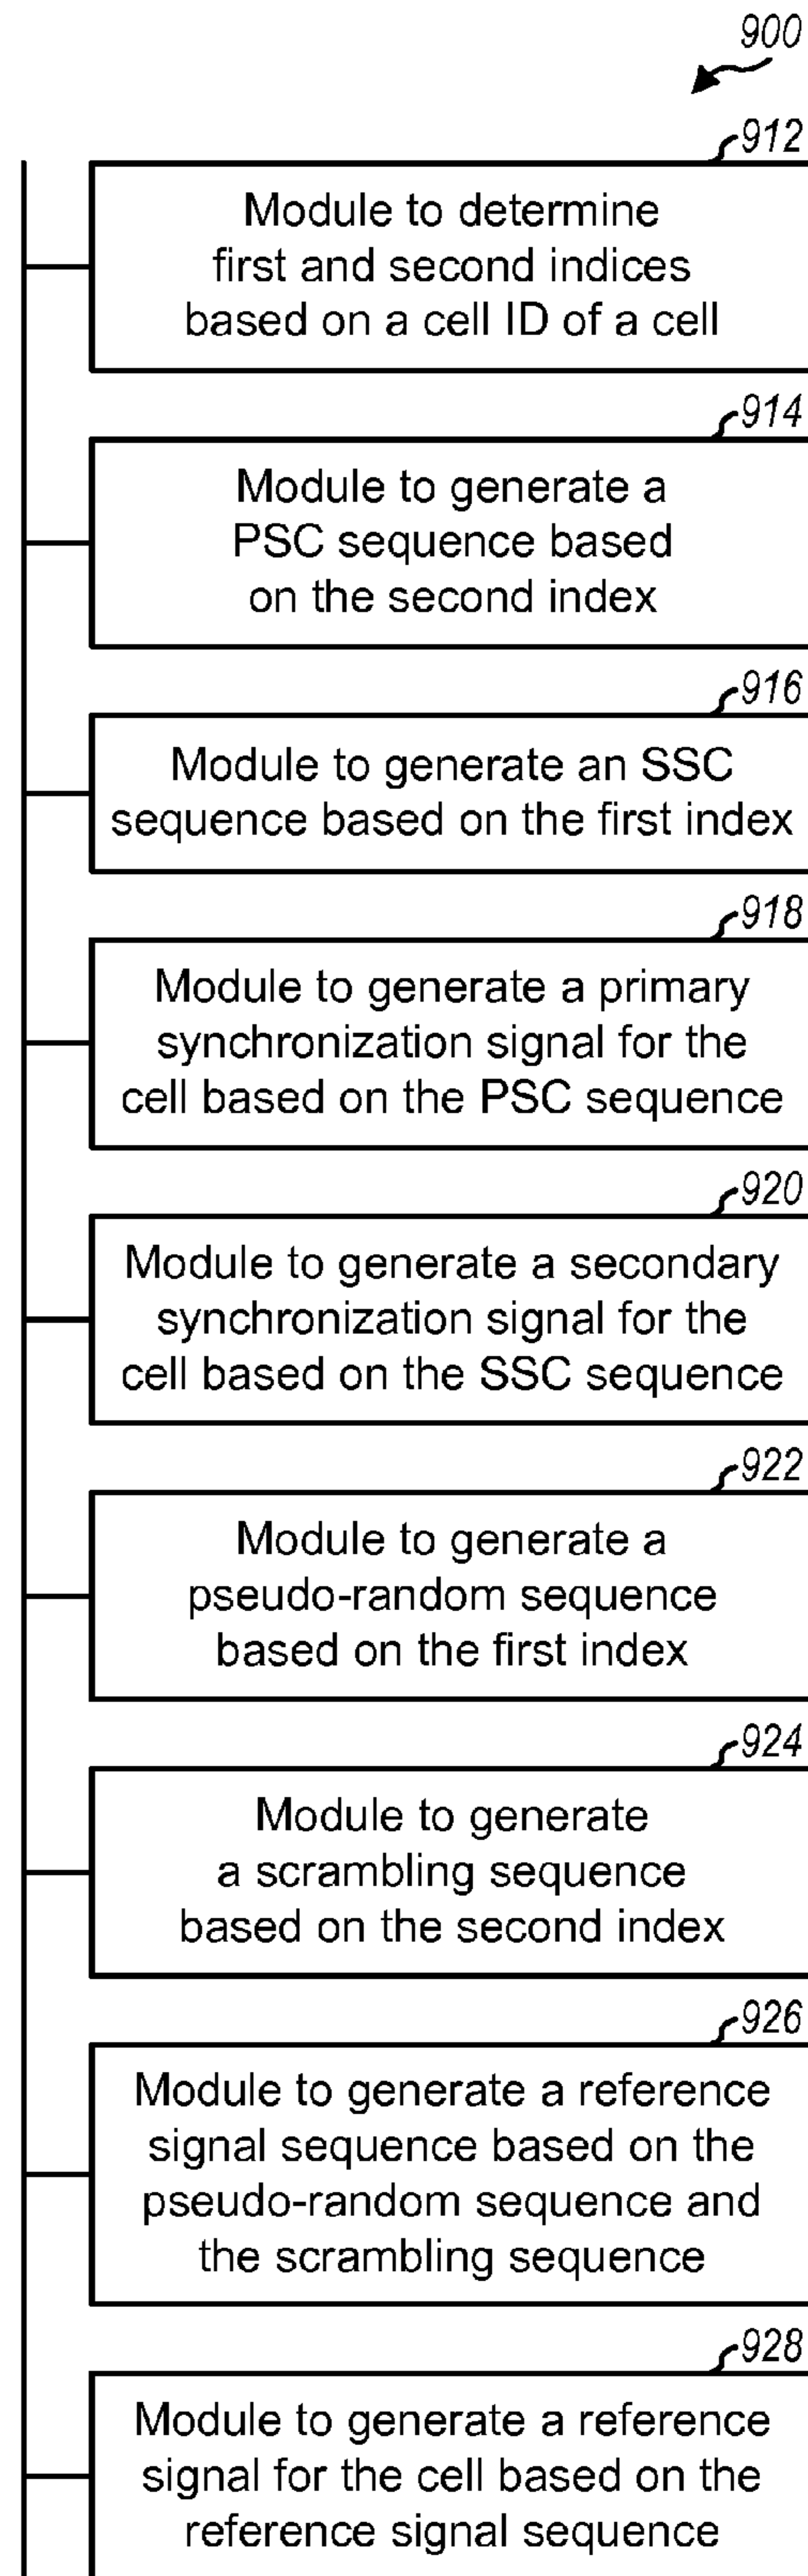 900
912
Module to determine
first and second indices
based on a cell ID of a cell
914
Module to generate a
PSC sequence based
on the second index
916
Module to generate an SSC
sequence based on the first index
918
Module to generate a primary
synchronization signal for the
cell based on the PSC sequence
920
Module to generate a secondary
synchronization signal for the
cell based on the SSC sequence
922
Module to generate a
pseudo-random sequence
based on the first index
924
Module to generate
a scrambling sequence
based on the second index
926
Module to generate a reference
signal sequence based on the
pseudo-random sequence and
the scrambling sequence
928
Module to generate a reference
signal for the cell based on the
reference signal sequence